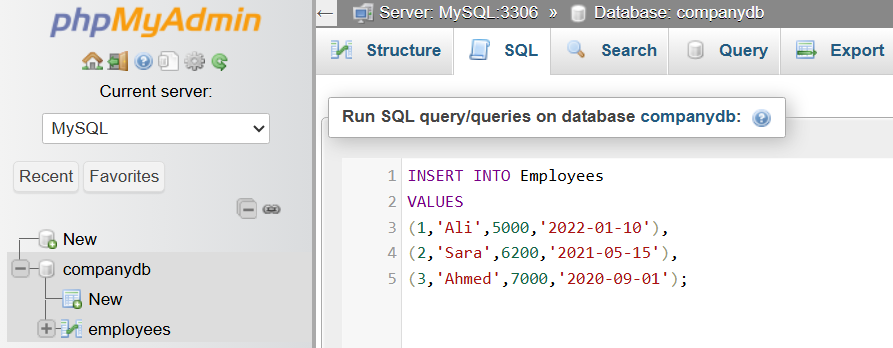 phpMyAdmin
Current server:
MySQL
Recent
Favorites
New
companydb
New
employees
← Server: MySQL:3306 » Database: companydb
Structure
SQL
Search
Query
Export
Run SQL query/queries on database companydb:
1 INSERT INTO Employees
2 VALUES
3 (1,'Ali',5000,'2022-01-10'),
4 (2,'Sara',6200,'2021-05-15'),
5 (3,'Ahmed',7000,'2020-09-01');